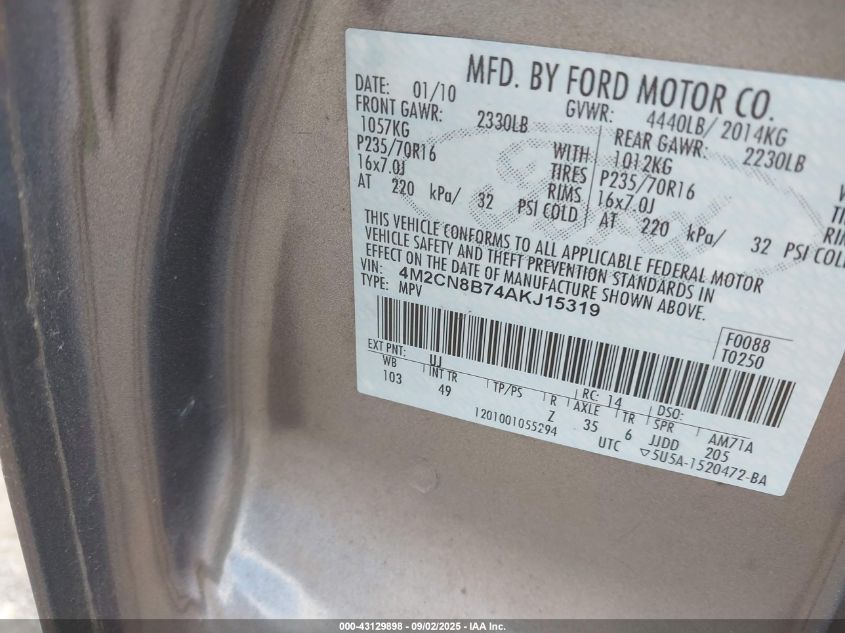 MFD. BY FORD MOTOR CO.
DATE: 01/10 GVWR: 4440LB/ 2014KG
FRONT GAWR: 2330LB REAR GAWR: 2230LB
1057KG WITH 1012KG
P235/70R16 TIRES P235/70R16
16x7.0J RIMS 16x7.0J
AT 220 kPa/ 32 PSI COLD AT 220 kPa/ 32 PSI COLD
THIS VEHICLE CONFORMS TO ALL APPLICABLE FEDERAL MOTOR
VEHICLE SAFETY AND THEFT PREVENTION STANDARDS IN
EFFECT ON THE DATE OF MANUFACTURE SHOWN ABOVE.
VIN: 4M2CN8B74AKJ15319
TYPE: MPV
F0088
T0250
EXT PNT: UJ RC: 14 DSO:
WB INT TR TP/PS R AXLE TR SPR AM71A
103 49 Z 35 6 JJDD 205
1201001055294 UTC ▽5U5A-1520472-BA
000-43129898 - 09/02/2025 - IAA Inc.